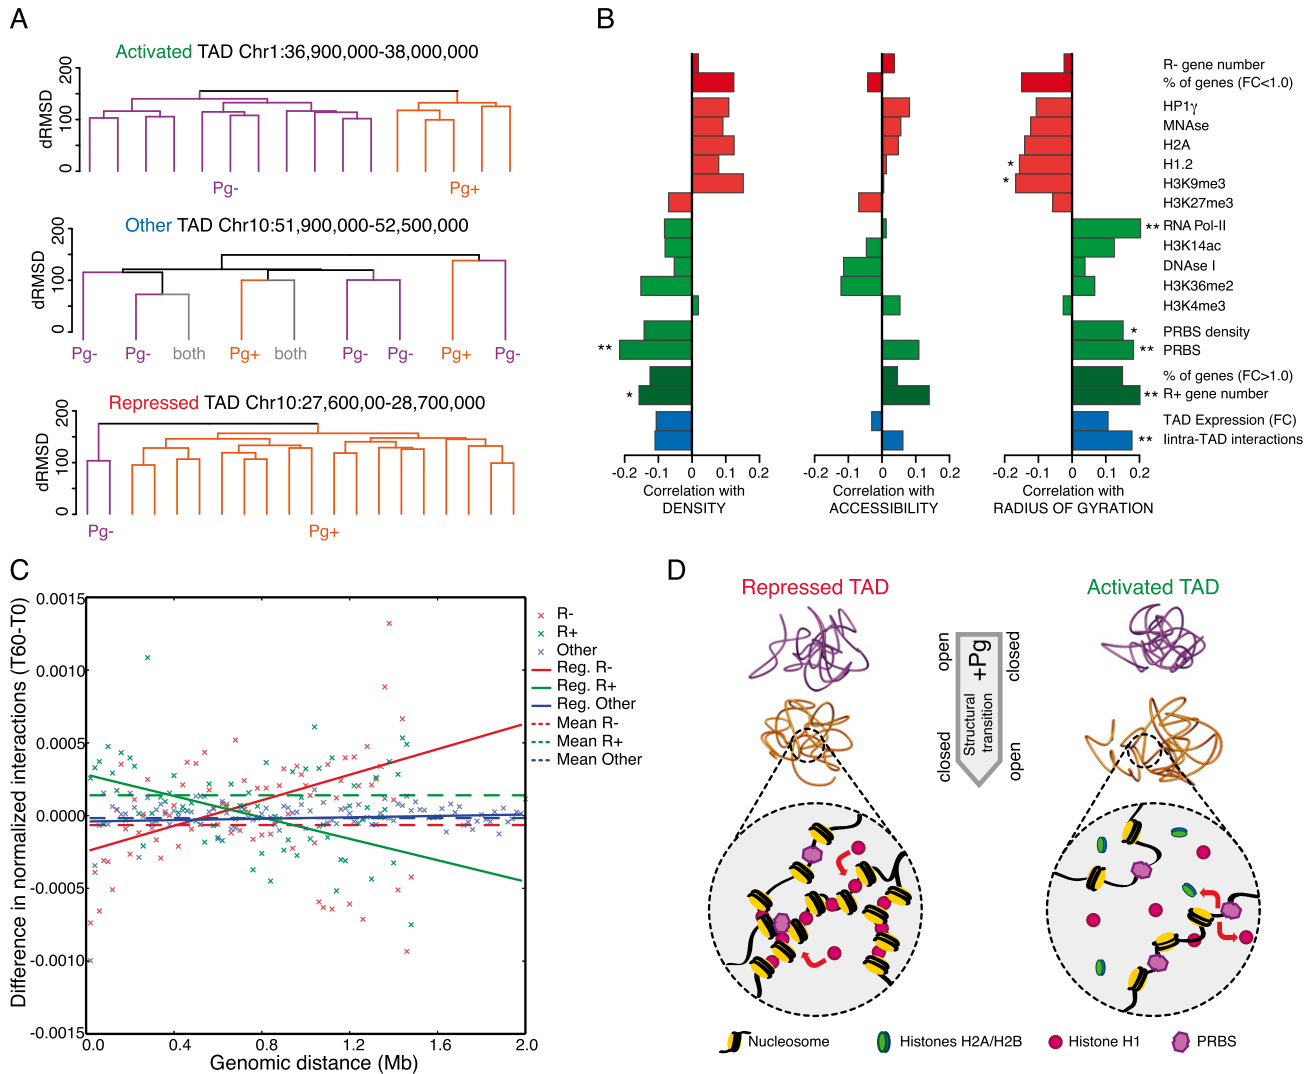 A
Activated TAD Chr1:36,900,000-38,000,000
dRMSD
200
100
0
Pg-
Pg+
Other TAD Chr10:51,900,000-52,500,000
dRMSD
200
100
0
Pg-
Pg-
both
Pg+
both
Pg-
Pg-
Pg+
Pg-
Repressed TAD Chr10:27,600,00-28,700,000
dRMSD
200
100
0
Pg-
Pg+
B
R- gene number
% of genes (FC<1.0)
HP1γ
MNAse
H2A
* H1.2
* H3K9me3
H3K27me3
** RNA Pol-II
H3K14ac
DNAse I
H3K36me2
H3K4me3
* PRBS density
** ** PRBS
% of genes (FC>1.0)
* ** R+ gene number
TAD Expression (FC)
** Iintra-TAD interactions
-0.2 -0.1 0 0.1 0.2
Correlation with
DENSITY
-0.1 0 0.1 0.2
Correlation with
ACCESSIBILITY
-0.2 -0.1 0 0.1 0.2
Correlation with
RADIUS OF GYRATION
C
Difference in normalized interactions (T60-T0)
0.0015
0.0010
0.0005
0.0000
-0.0005
-0.0010
-0.0015
0.0 0.4 0.8 1.2 1.6 2.0
Genomic distance (Mb)
R-
R+
Other
Reg. R-
Reg. R+
Reg. Other
Mean R-
Mean R+
Mean Other
D
Repressed TAD
Activated TAD
open
closed
+Pg
Structural
transition
closed
open
Nucleosome
Histones H2A/H2B
Histone H1
PRBS